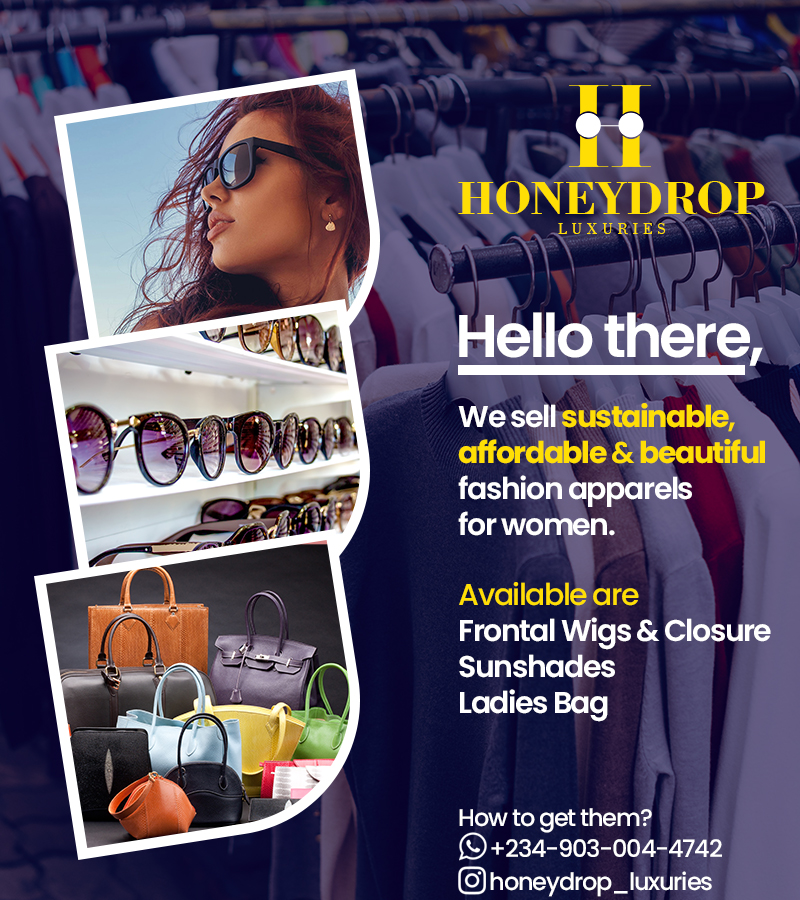 H
HONEYDROP
LUXURIES
Hello there,
We sell sustainable,
affordable & beautiful
fashion apparels
for women.
Available are
Frontal Wigs & Closure
Sunshades
Ladies Bag
How to get them?
+234-903-004-4742
honeydrop_luxuries